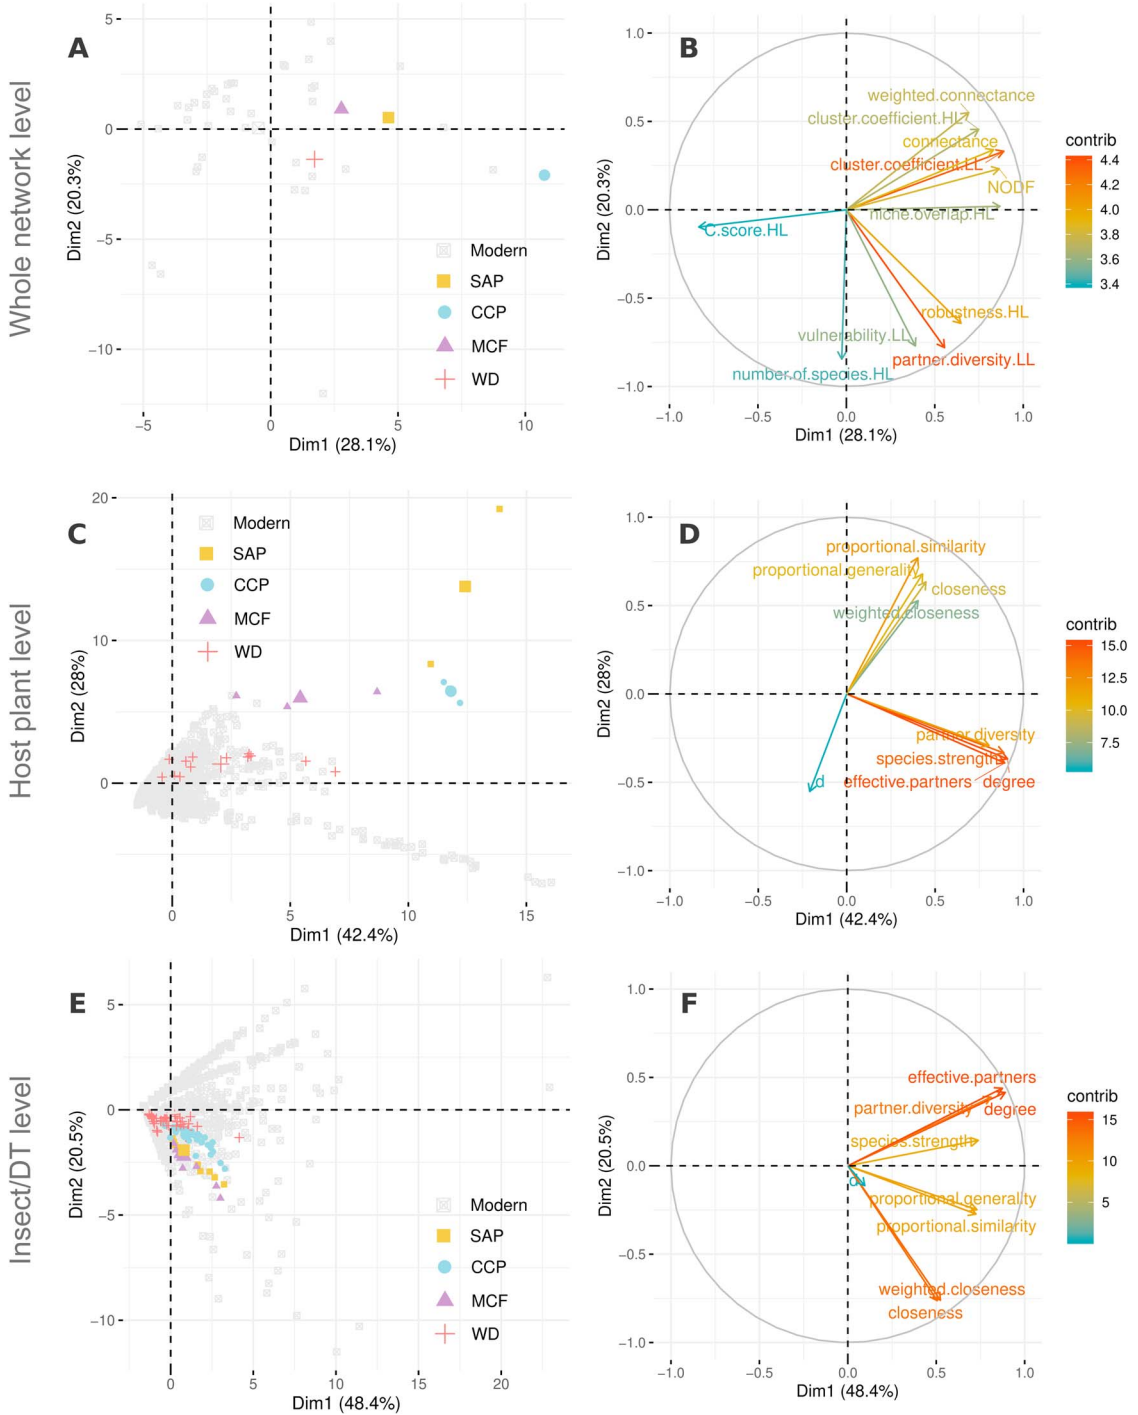 Whole network level
A
5
0
−5
−10
Dim2 (20.3%)
Modern
SAP
CCP
MCF
WD
−5
0
5
10
Dim1 (28.1%)
B
1.0
0.5
0.0
−0.5
−1.0
Dim2 (20.3%)
weighted.connectance
cluster.coefficient.HL
connectance
cluster.coefficient.LL
NODF
niche.overlap.HL
C.score.HL
robustness.HL
vulnerability.LL
partner.diversity.LL
number.of.species.HL
−1.0
−0.5
0.0
0.5
1.0
Dim1 (28.1%)
contrib
4.4
4.2
4.0
3.8
3.6
3.4
Host plant level
C
20
10
0
Dim2 (28%)
Modern
SAP
CCP
MCF
WD
0
5
10
15
Dim1 (42.4%)
D
1.0
0.5
0.0
−0.5
−1.0
Dim2 (28%)
proportional.similarity
proportional.generality
closeness
weighted.closeness
partner.diversity
species.strength
d
effective.partners
degree
−1.0
−0.5
0.0
0.5
1.0
Dim1 (42.4%)
contrib
15.0
12.5
10.0
7.5
Insect/DT level
E
5
0
−5
−10
Dim2 (20.5%)
Modern
SAP
CCP
MCF
WD
0
5
10
15
20
Dim1 (48.4%)
F
1.0
0.5
0.0
−0.5
−1.0
Dim2 (20.5%)
effective.partners
partner.diversity
degree
species.strength
d
proportional.generality
proportional.similarity
weighted.closeness
closeness
−1.0
−0.5
0.0
0.5
1.0
Dim1 (48.4%)
contrib
15
10
5